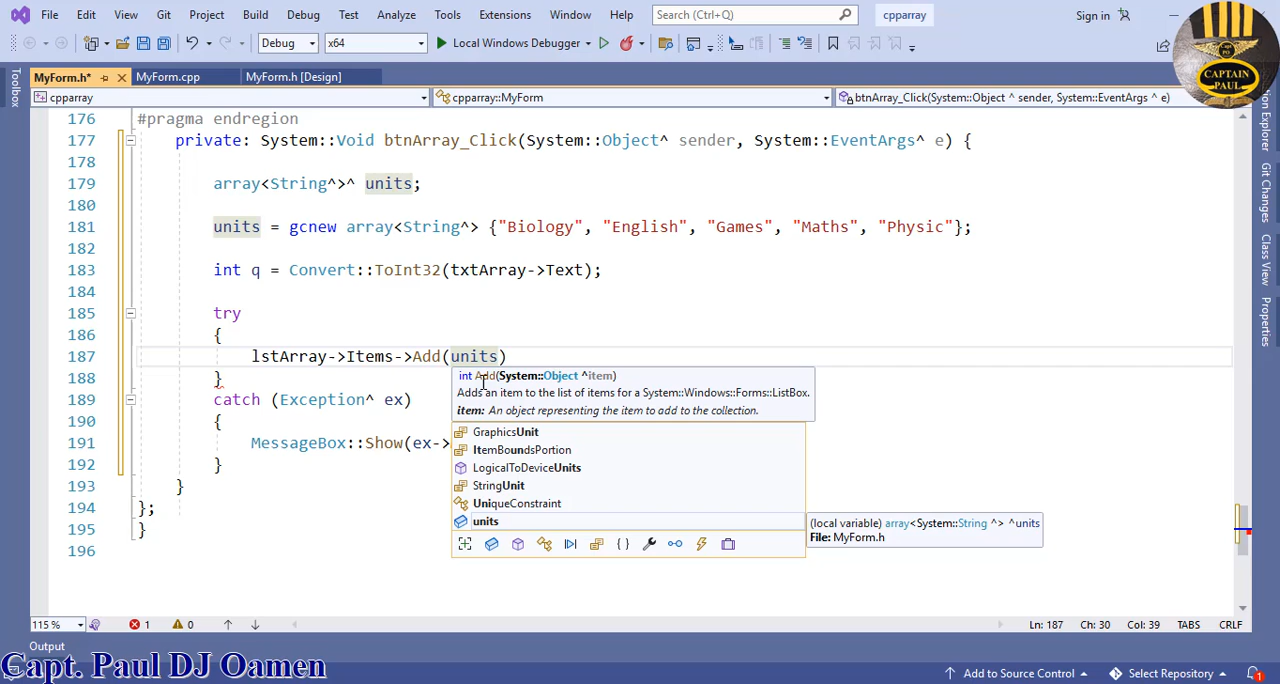 File Edit View Git Project Build Debug Test Analyze Tools Extensions Window Help Search (Ctrl+Q) cpparray Sign in
Debug x64 Local Windows Debugger
CAPTAIN
PAUL
MyForm.h* MyForm.cpp MyForm.h [Design]
cpparray cpparray::MyForm btnArray_Click(System::Object ^ sender, System::EventArgs ^ e)
Toolbox
Git Changes
Class View
Properties
176 #pragma endregion
177 private: System::Void btnArray_Click(System::Object^ sender, System::EventArgs^ e) {
178
179 array<String^>^ units;
180
181 units = gcnew array<String^> {"Biology", "English", "Games", "Maths", "Physic"};
182
183 int q = Convert::ToInt32(txtArray->Text);
184
185 try
186 {
187 lstArray->Items->Add(units)
188 }
189 catch (Exception^ ex)
190 {
191 MessageBox::Show(ex->
192 }
193 }
194 };
195 }
196
int Add(System::Object ^item)
Adds an item to the list of items for a System::Windows::Forms::ListBox.
item: An object representing the item to add to the collection.
GraphicsUnit
ItemBoundsPortion
LogicalToDeviceUnits
StringUnit
UniqueConstraint
units
(local variable) array<System::String ^> ^units
File: MyForm.h
115 % 1 0 Ln: 187 Ch: 30 Col: 39 TABS CRLF
Output
Capt. Paul DJ Oamen
Add to Source Control Select Repository 1